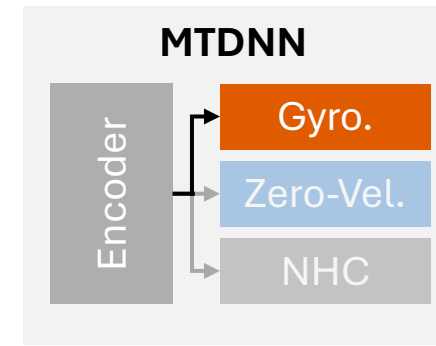 MTDNN
Encoder
Gyro.
Zero-Vel.
NHC